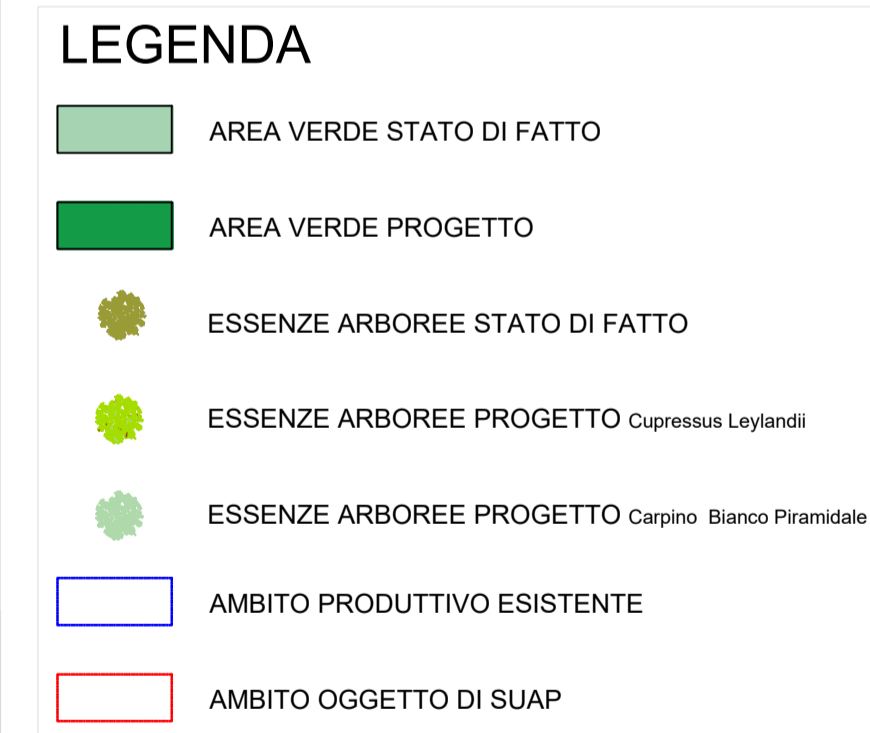 LEGENDA
AREA VERDE STATO DI FATTO
AREA VERDE PROGETTO
ESSENZE ARBOREE STATO DI FATTO
ESSENZE ARBOREE PROGETTO Cupressus Leylandii
ESSENZE ARBOREE PROGETTO Carpino Bianco Piramidale
AMBITO PRODUTTIVO ESISTENTE
AMBITO OGGETTO DI SUAP